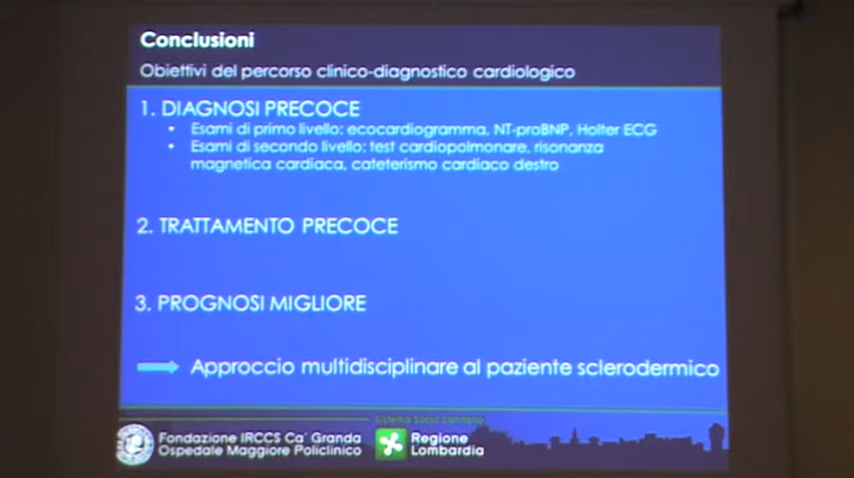 Conclusioni
Obiettivi del percorso clinico-diagnostico cardiologico
1. DIAGNOSI PRECOCE
• Esami di primo livello: ecocardiogramma, NT-proBNP, Holter ECG
• Esami di secondo livello: test cardiopolmonare, risonanza
magnetica cardiaca, cateterismo cardiaco destro
2. TRATTAMENTO PRECOCE
3. PROGNOSI MIGLIORE
Approccio multidisciplinare al paziente sclerodermico
Sistema Socio Sanitario
Fondazione IRCCS Ca' Granda
Ospedale Maggiore Policlinico
Regione
Lombardia